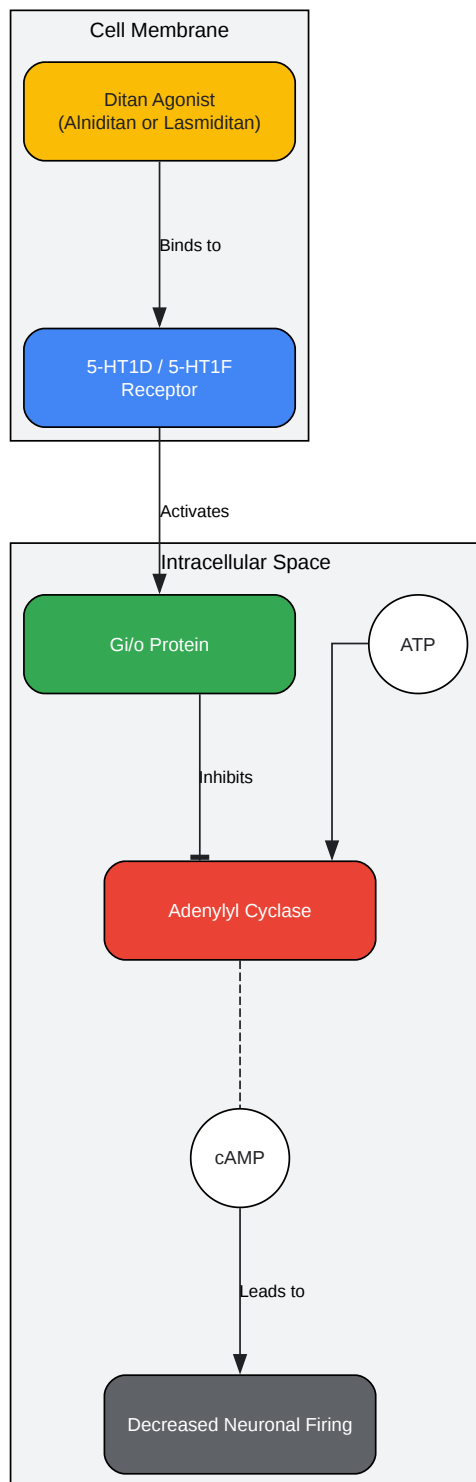 Cell Membrane
Ditan Agonist
(Alniditan or Lasmiditan)
Binds to
5-HT1D / 5-HT1F
Receptor
Activates
Intracellular Space
Gi/o Protein
ATP
Inhibits
Adenylyl Cyclase
cAMP
Leads to
Decreased Neuronal Firing